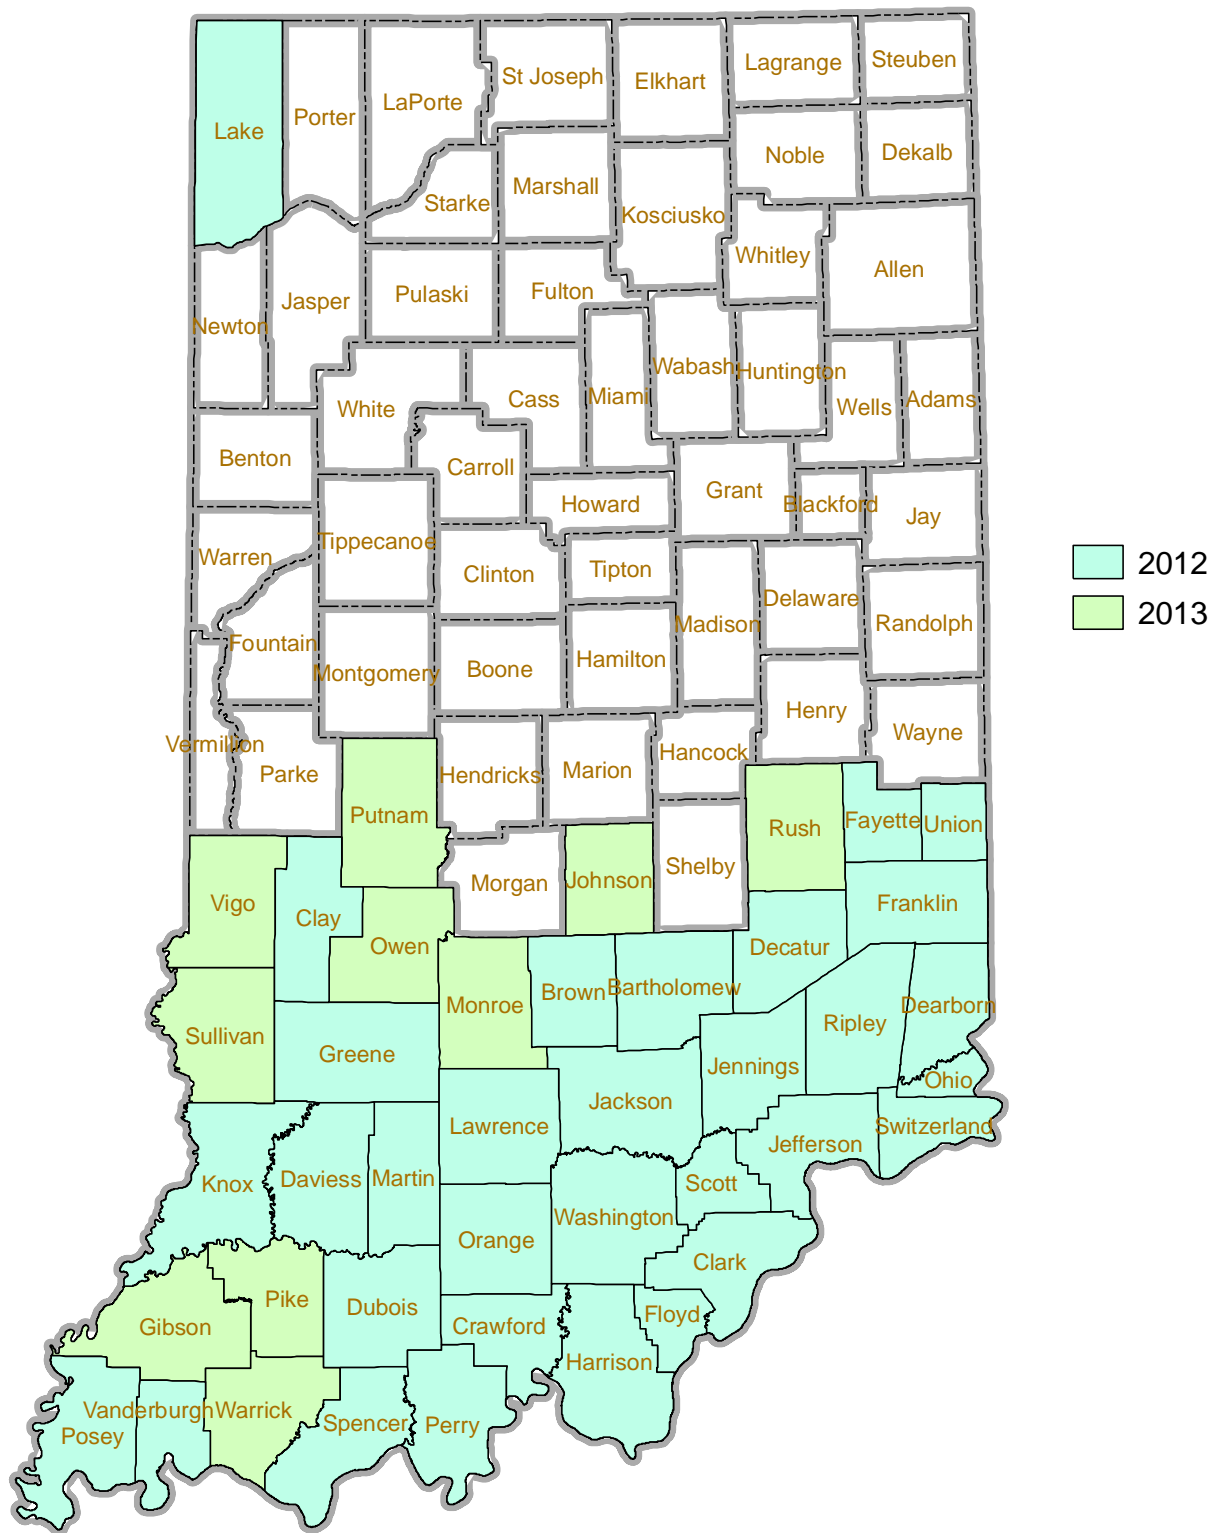 Lake
Porter
LaPorte
St Joseph
Elkhart
Lagrange
Steuben
Noble
Dekalb
Starke
Marshall
Kosciusko
Whitley
Allen
Newton
Jasper
Pulaski
Fulton
Wabash
Huntington
Miami
Wells
Adams
White
Cass
Benton
Carroll
Howard
Grant
Blackford
Jay
Warren
Tippecanoe
Clinton
Tipton
2012
2013
Fountain
Montgomery
Boone
Hamilton
Madison
Delaware
Randolph
Henry
Wayne
Vermillion
Parke
Hendricks
Marion
Hancock
Putnam
Rush
Fayette
Union
Vigo
Clay
Owen
Morgan
Johnson
Shelby
Franklin
Decatur
Sullivan
Greene
Monroe
Brown
Bartholomew
Jennings
Ripley
Dearborn
Ohio
Lawrence
Jackson
Jefferson
Switzerland
Knox
Daviess
Martin
Orange
Washington
Scott
Clark
Gibson
Pike
Dubois
Crawford
Floyd
Harrison
Posey
Vanderburgh
Warrick
Spencer
Perry